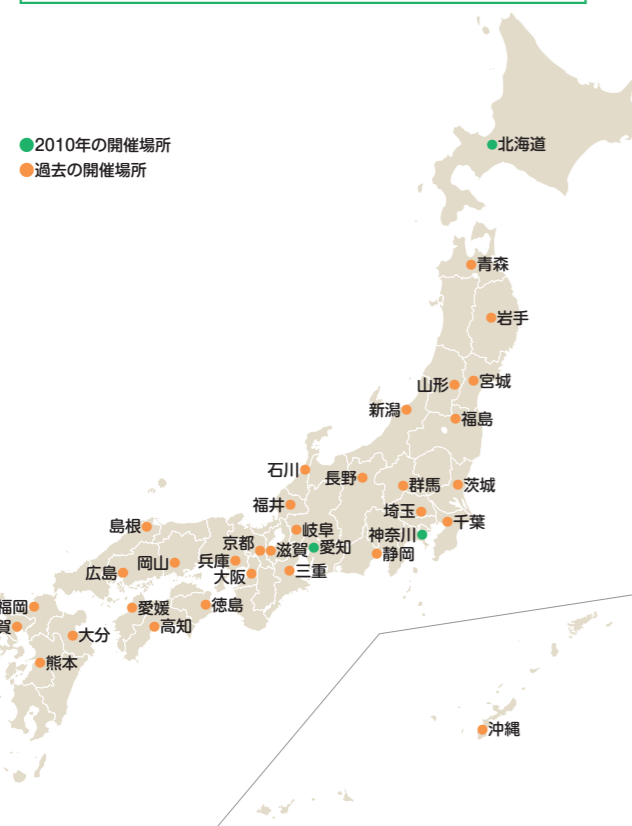 ●2010年の開催場所
●過去の開催場所
北海道
青森
岩手
山形
宮城
新潟
福島
石川
長野
群馬
茨城
福井
埼玉
千葉
島根
岐阜
神奈川
京都
滋賀
愛知
静岡
広島
岡山
兵庫
大阪
三重
福岡
愛媛
徳島
賀
大分
高知
熊本
沖縄